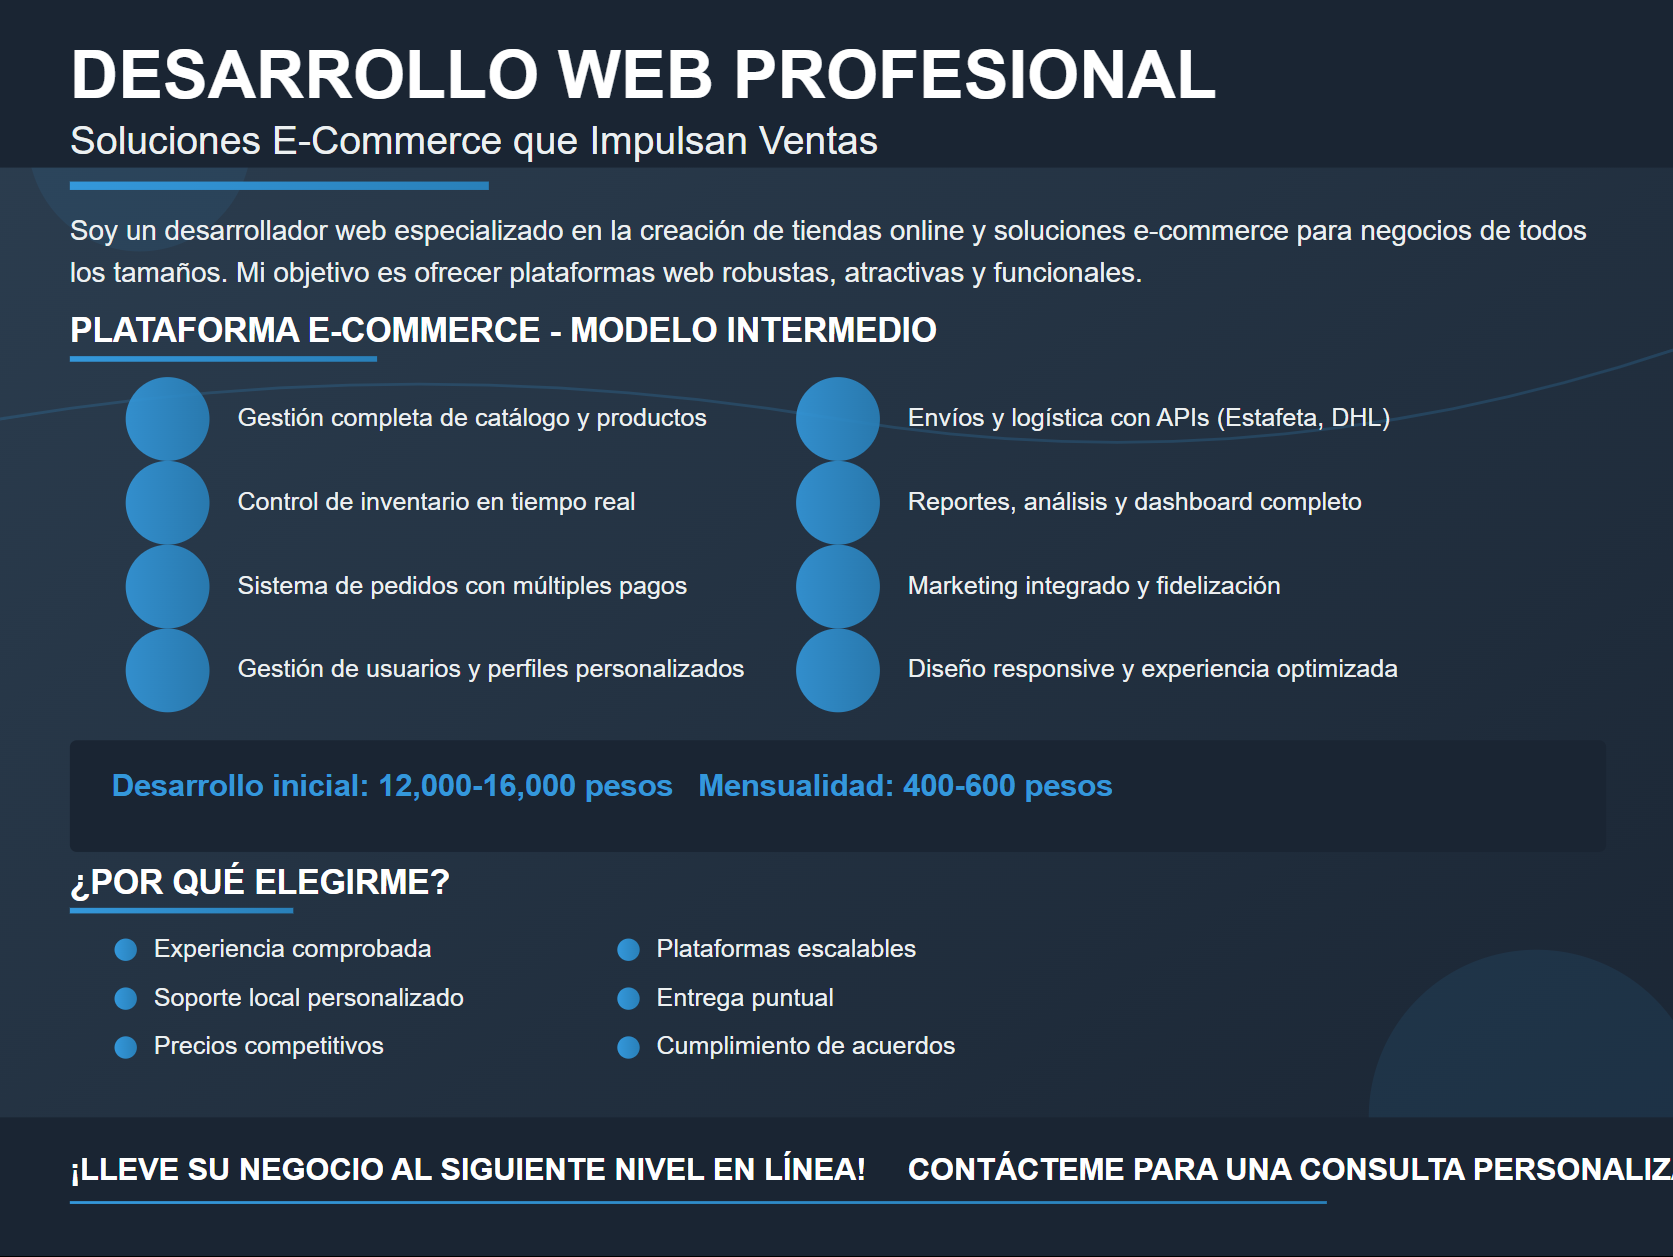 DESARROLLO WEB PROFESIONAL
Soluciones E-Commerce que Impulsan Ventas
Soy un desarrollador web especializado en la creación de tiendas online y soluciones e-commerce para negocios de todos
los tamaños. Mi objetivo es ofrecer plataformas web robustas, atractivas y funcionales.
PLATAFORMA E-COMMERCE - MODELO INTERMEDIO
Gestión completa de catálogo y productos
Control de inventario en tiempo real
Sistema de pedidos con múltiples pagos
Gestión de usuarios y perfiles personalizados
Envíos y logística con APIs (Estafeta, DHL)
Reportes, análisis y dashboard completo
Marketing integrado y fidelización
Diseño responsive y experiencia optimizada
Desarrollo inicial: 12,000-16,000 pesos Mensualidad: 400-600 pesos
¿POR QUÉ ELEGIRME?
Experiencia comprobada
Soporte local personalizado
Precios competitivos
Plataformas escalables
Entrega puntual
Cumplimiento de acuerdos
¡LLEVE SU NEGOCIO AL SIGUIENTE NIVEL EN LÍNEA! CONTÁCTEME PARA UNA CONSULTA